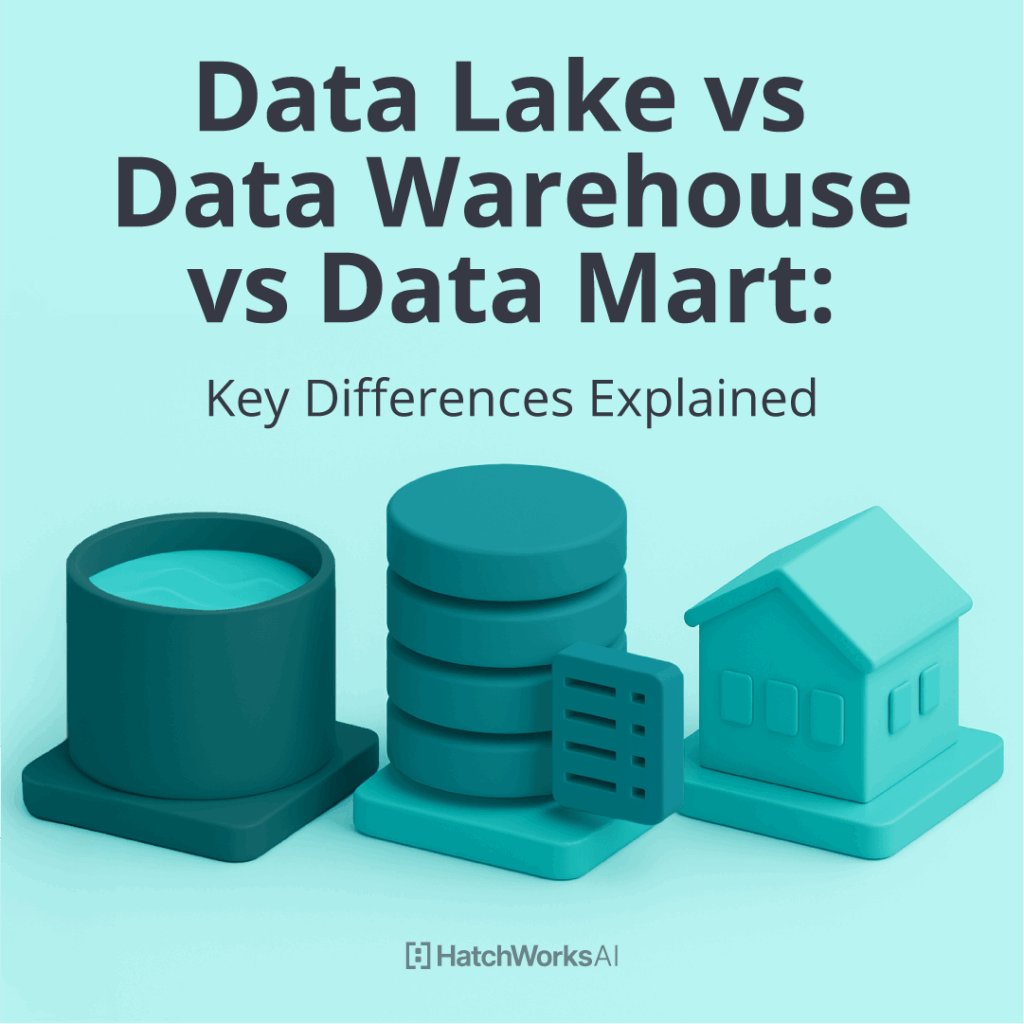 Data Lake vs
Data Warehouse
vs Data Mart:
Key Differences Explained
[:] HatchWorksAI